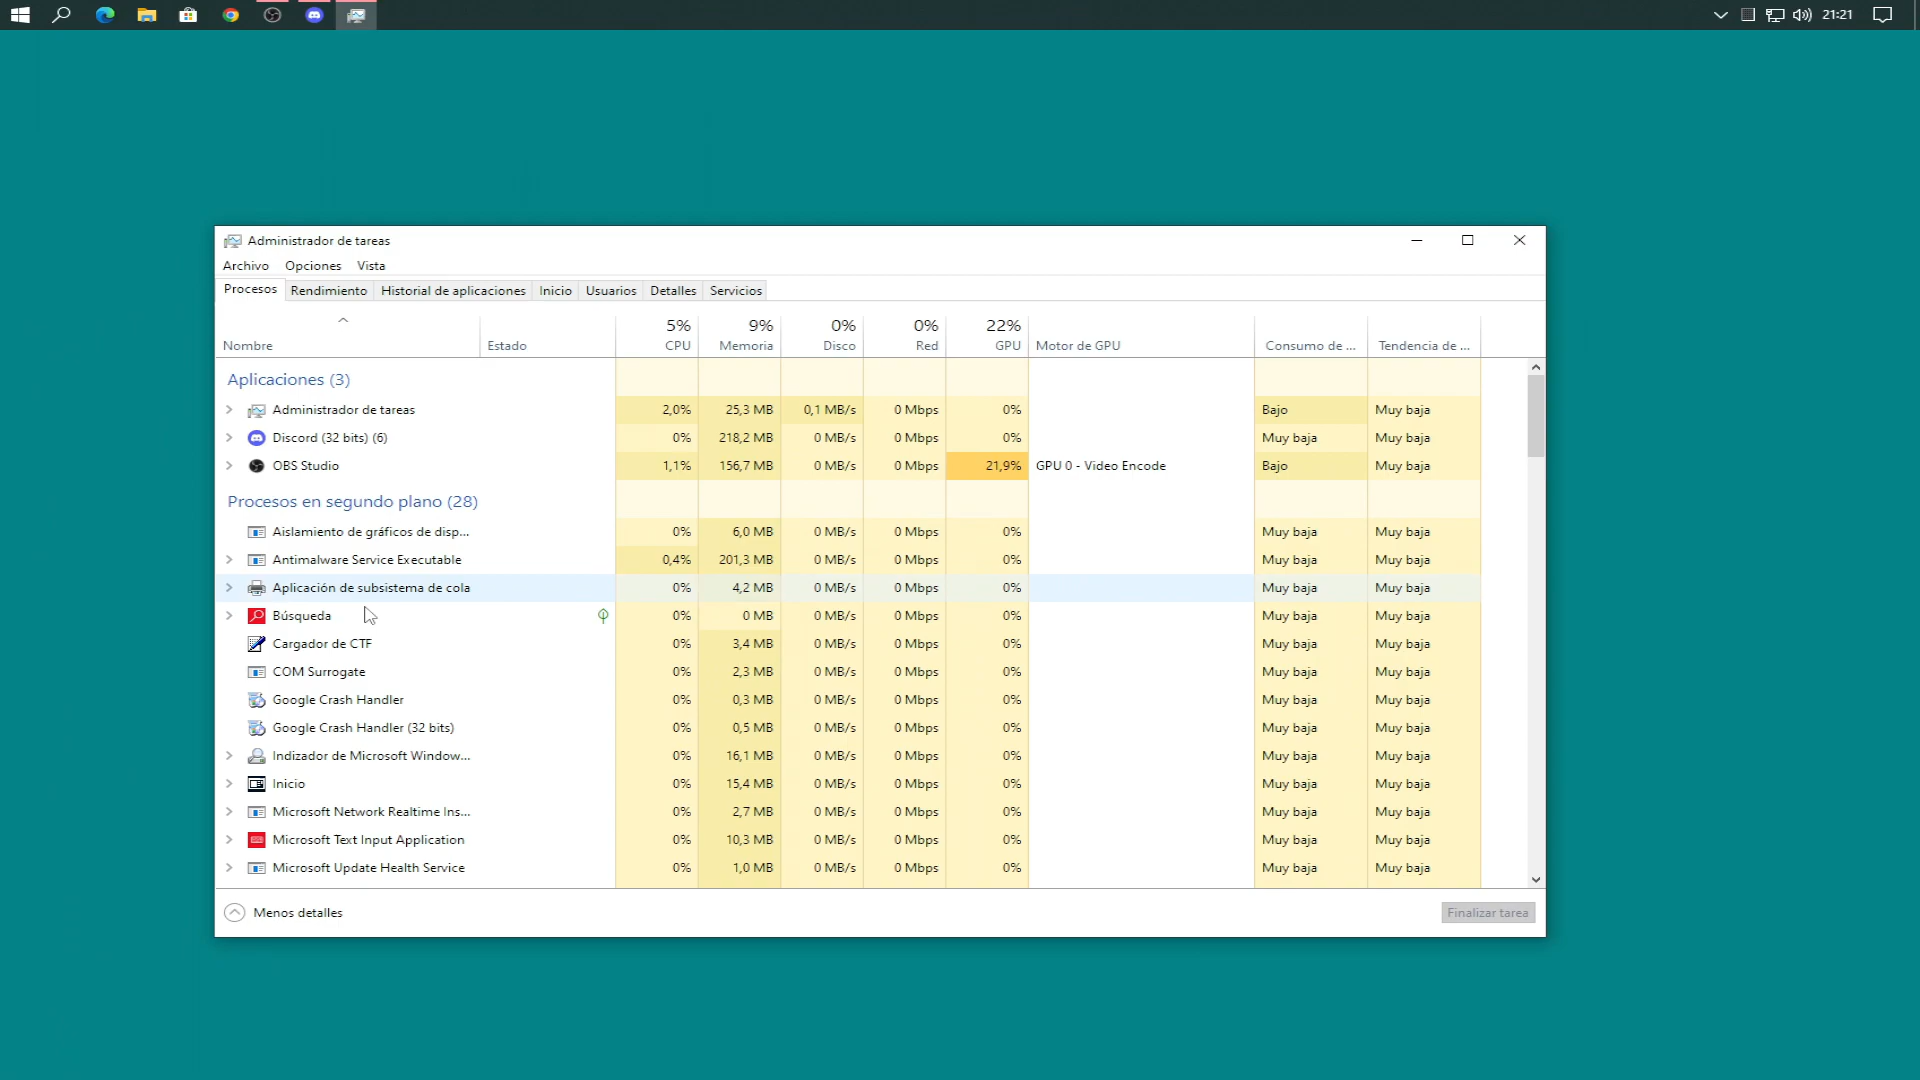 21:21
Administrador de tareas
Archivo Opciones Vista
Procesos Rendimiento Historial de aplicaciones Inicio Usuarios Detalles Servicios
5% 9% 0% 0% 22%
Nombre Estado CPU Memoria Disco Red GPU Motor de GPU Consumo de ... Tendencia de ...
Aplicaciones (3)
Administrador de tareas 2,0% 25,3 MB 0,1 MB/s 0 Mbps 0% Bajo Muy baja
Discord (32 bits) (6) 0% 218,2 MB 0 MB/s 0 Mbps 0% Muy baja Muy baja
OBS Studio 1,1% 156,7 MB 0 MB/s 0 Mbps 21,9% GPU 0 - Video Encode Bajo Muy baja
Procesos en segundo plano (28)
Aislamiento de gráficos de disp... 0% 6,0 MB 0 MB/s 0 Mbps 0% Muy baja Muy baja
Antimalware Service Executable 0,4% 201,3 MB 0 MB/s 0 Mbps 0% Muy baja Muy baja
Aplicación de subsistema de cola 0% 4,2 MB 0 MB/s 0 Mbps 0% Muy baja Muy baja
Búsqueda 0% 0 MB 0 MB/s 0 Mbps 0% Muy baja Muy baja
Cargador de CTF 0% 3,4 MB 0 MB/s 0 Mbps 0% Muy baja Muy baja
COM Surrogate 0% 2,3 MB 0 MB/s 0 Mbps 0% Muy baja Muy baja
Google Crash Handler 0% 0,3 MB 0 MB/s 0 Mbps 0% Muy baja Muy baja
Google Crash Handler (32 bits) 0% 0,5 MB 0 MB/s 0 Mbps 0% Muy baja Muy baja
Indizador de Microsoft Window... 0% 16,1 MB 0 MB/s 0 Mbps 0% Muy baja Muy baja
Inicio 0% 15,4 MB 0 MB/s 0 Mbps 0% Muy baja Muy baja
Microsoft Network Realtime Ins... 0% 2,7 MB 0 MB/s 0 Mbps 0% Muy baja Muy baja
Microsoft Text Input Application 0% 10,3 MB 0 MB/s 0 Mbps 0% Muy baja Muy baja
Microsoft Update Health Service 0% 1,0 MB 0 MB/s 0 Mbps 0% Muy baja Muy baja
Menos detalles Finalizar tarea